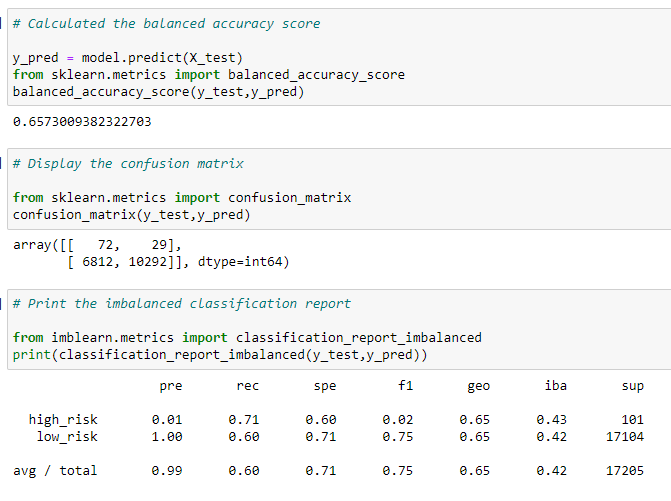 # Calculated the balanced accuracy score
y_pred = model.predict(X_test)
from sklearn.metrics import balanced_accuracy_score
balanced_accuracy_score(y_test,y_pred)
0.6573009382322703
# Display the confusion matrix
from sklearn.metrics import confusion_matrix
confusion_matrix(y_test,y_pred)
array([[   72,    29],
       [ 6812, 10292]], dtype=int64)
# Print the imbalanced classification report
from imblearn.metrics import classification_report_imbalanced
print(classification_report_imbalanced(y_test,y_pred))
pre rec spe f1 geo iba sup
high_risk 0.01 0.71 0.60 0.02 0.65 0.43 101
low_risk 1.00 0.60 0.71 0.75 0.65 0.42 17104
avg / total 0.99 0.60 0.71 0.75 0.65 0.42 17205